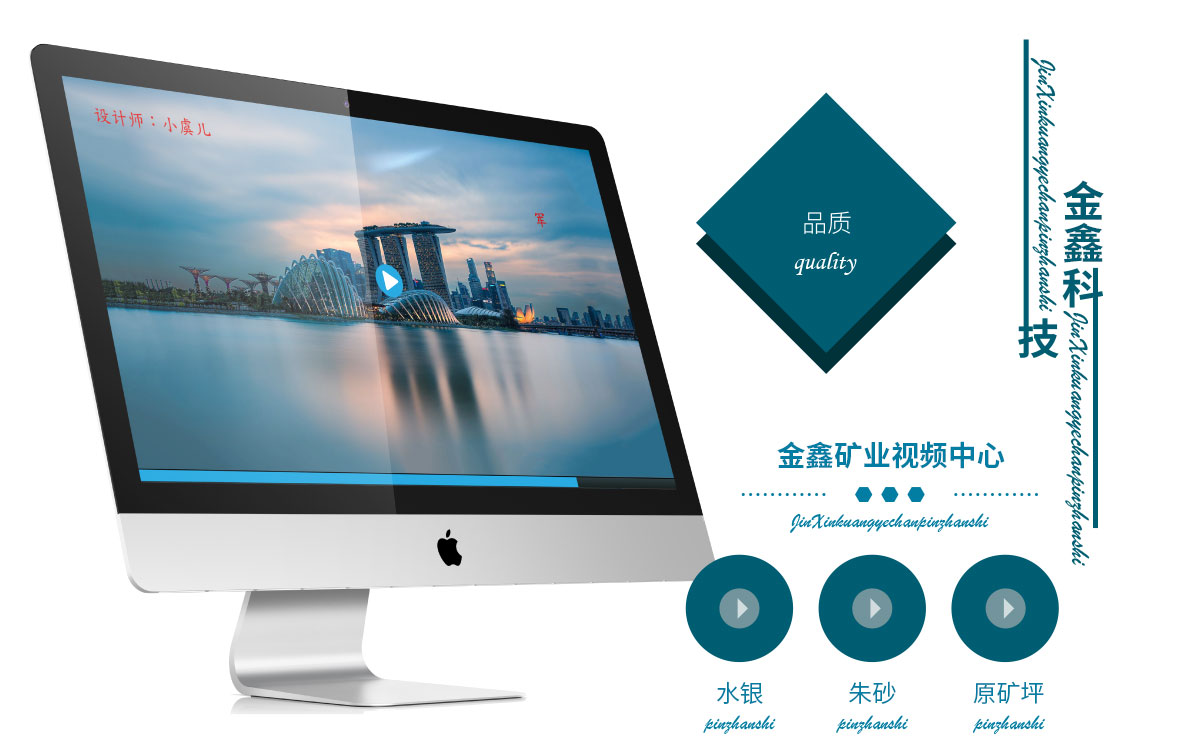 设计师：小虞儿
军
品质
quality
JinXinkuangyechanpinzhanshi
金鑫科技
JinXinkuangyechanpinzhanshi
金鑫矿业视频中心
JinXinkuangyechanpinzhanshi
水银
朱砂
原矿坪
pinzhanshi
pinzhanshi
pinzhanshi